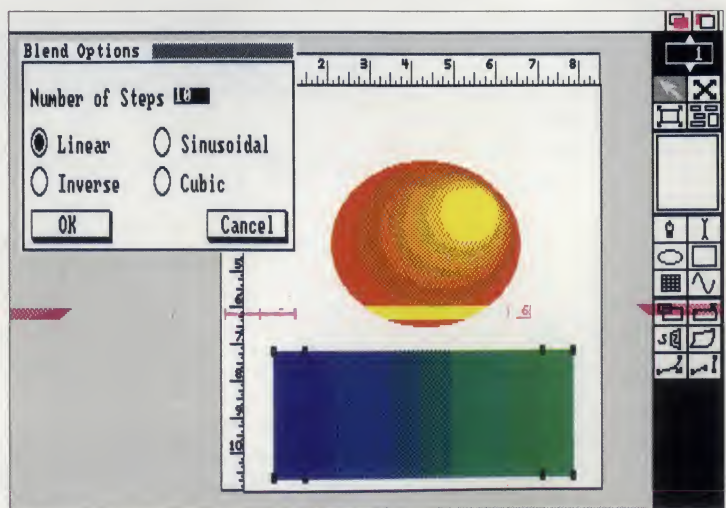 Blend Options
Number of Steps 10
Linear
Sinusoidal
Inverse
Cubic
OK
Cancel
2 3 4 5 6 7 8
1
6
10